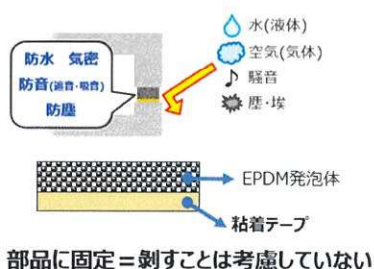 水(液体)
空気(気体)
騒音
塵・埃
防水 気密
防音(遮音・吸音)
防塵
EPDM発泡体
粘着テープ
部品に固定=剝すことは考慮していない